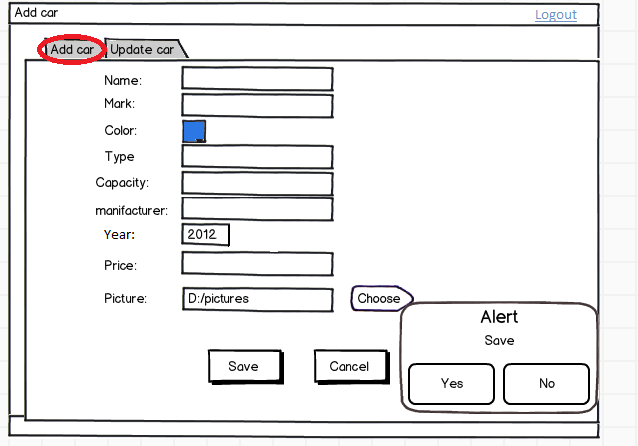 Add car
Logout
Add car
Update car
Name:
Mark:
Color:
Type
Capacity:
manifacturer:
Year:
2012
Price:
Picture:
D:/pictures
Choose
Alert
Save
Yes
No
Save
Cancel